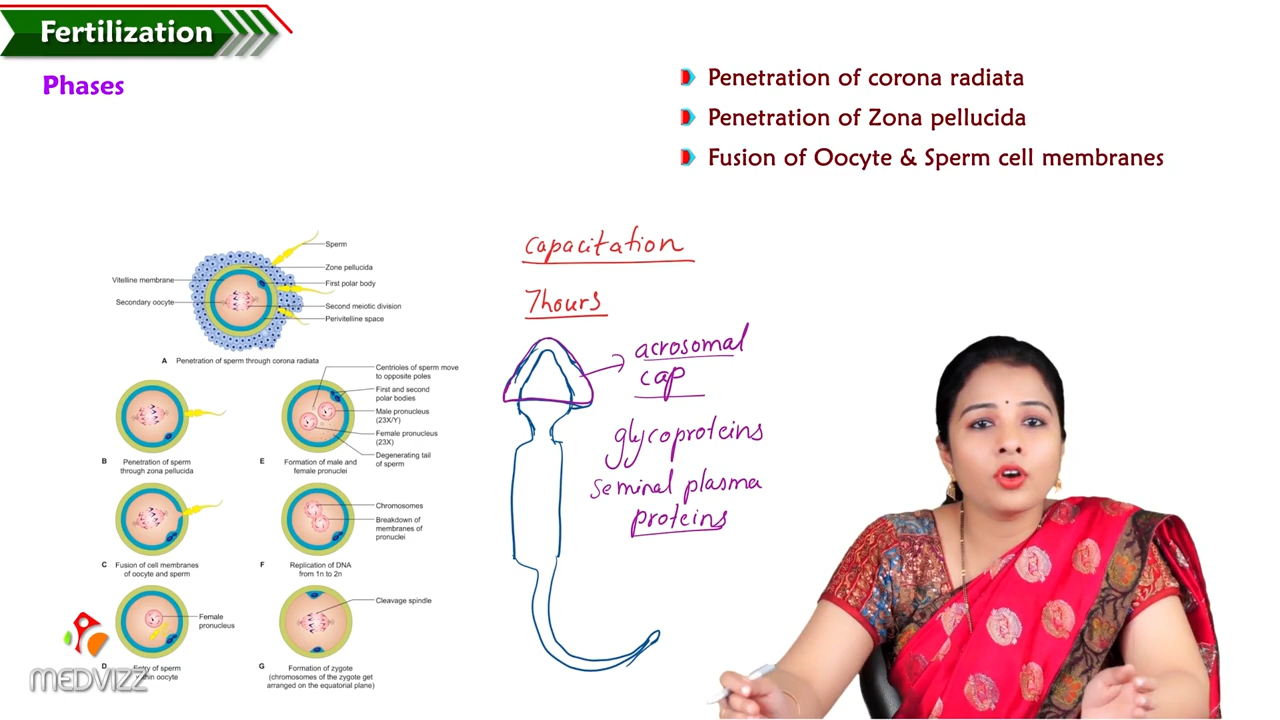 Fertilization
Phases
Penetration of corona radiata
Penetration of Zona pellucida
Fusion of Oocyte & Sperm cell membranes
Sperm
Zone pellucida
Vitelline membrane
First polar body
Secondary oocyte
Second meiotic division
Perivitelline space
A Penetration of sperm through corona radiata
B Penetration of sperm
through zona pellucida
C Fusion of cell membranes
of oocyte and sperm
Female
pronucleus
D Entry of sperm
within oocyte
Centrioles of sperm move
to opposite poles
First and second
polar bodies
Male pronucleus
(23X/Y)
Female pronucleus
(23X)
Degenerating tail
of sperm
E Formation of male and
female pronuclei
Chromosomes
Breakdown of
membranes of
pronuclei
F Replication of DNA
from 1n to 2n
Cleavage spindle
G Formation of zygote
(chromosomes of the zygote get
arranged on the equatorial plane)
capacitation
7hours
acrosomal
cap
glycoproteins
seminal plasma
proteins
MEDVIZZ